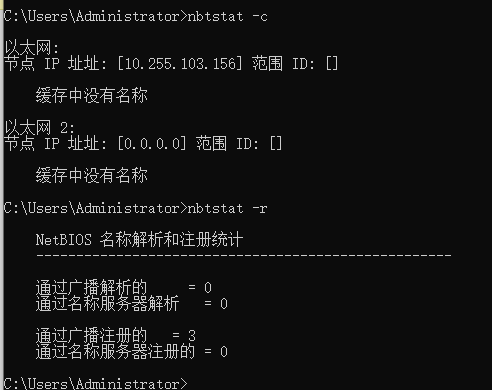 C:\Users\Administrator>nbtstat -c
以太网:
节点 IP 址址: [10.255.103.156] 范围 ID: []
缓存中没有名称
以太网 2:
节点 IP 址址: [0.0.0.0] 范围 ID: []
缓存中没有名称
C:\Users\Administrator>nbtstat -r
NetBIOS 名称解析和注册统计
----------------------------------------------------
通过广播解析的 = 0
通过名称服务器解析 = 0
通过广播注册的 = 3
通过名称服务器注册的 = 0
C:\Users\Administrator>